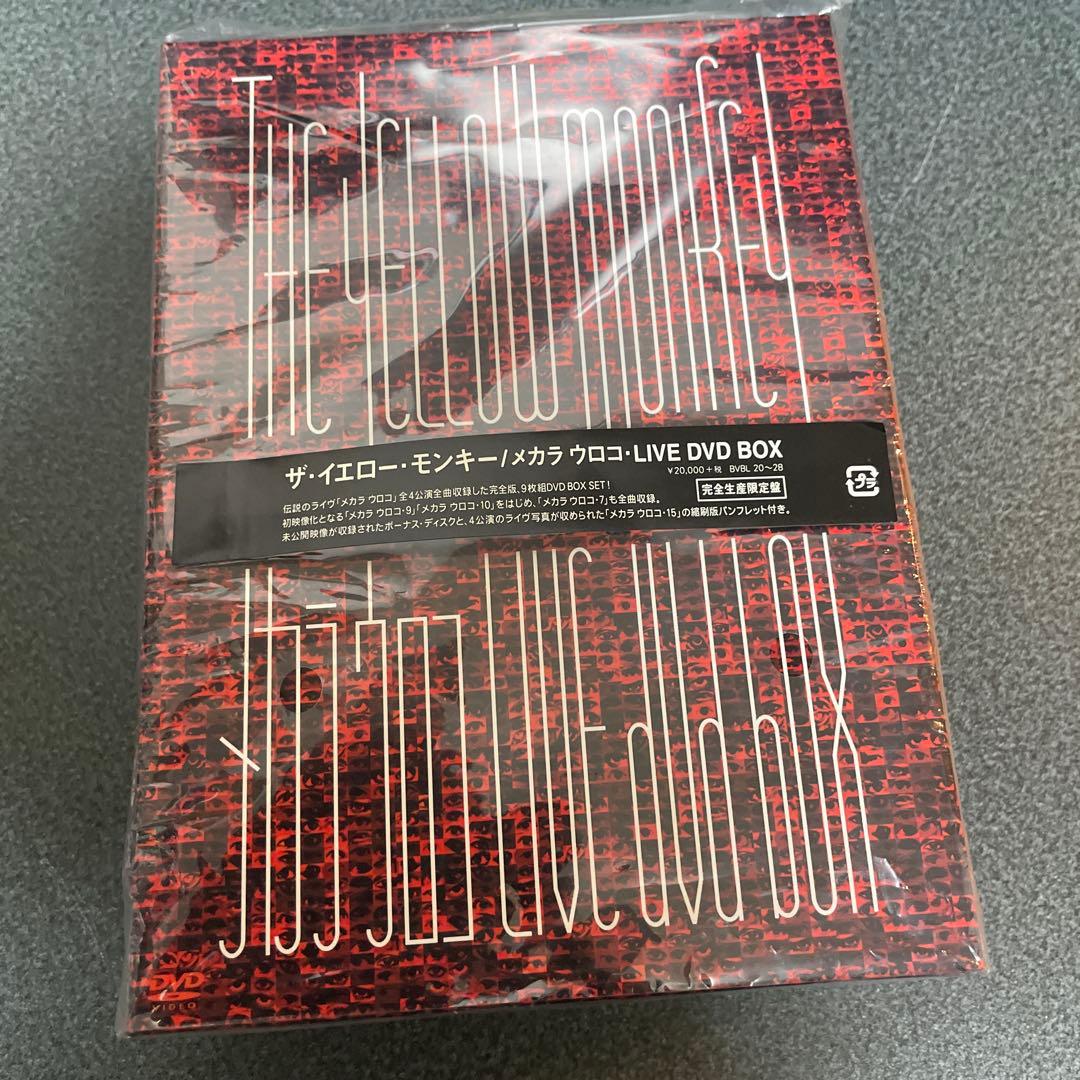 THE YELLOW MONKEY
ザ・イエロー・モンキー/メカラ ウロコ・LIVE DVD BOX
¥20,000+税 BVBL 20〜28
伝説のライヴ「メカラ ウロコ」全4公演全曲収録した完全版、9枚組DVD BOX SET!
完全生産限定盤
初映像化となる「メカラ ウロコ・9」「メカラ ウロコ・10」をはじめ、「メカラ ウロコ・7」も全曲収録。
未公開映像が収録されたボーナス・ディスクと、4公演のライヴ写真が収められた「メカラ ウロコ・15」の縮刷版パンフレット付き。
プラ
メカラ ウロコ LIVE dvd box
DVD
VIDEO